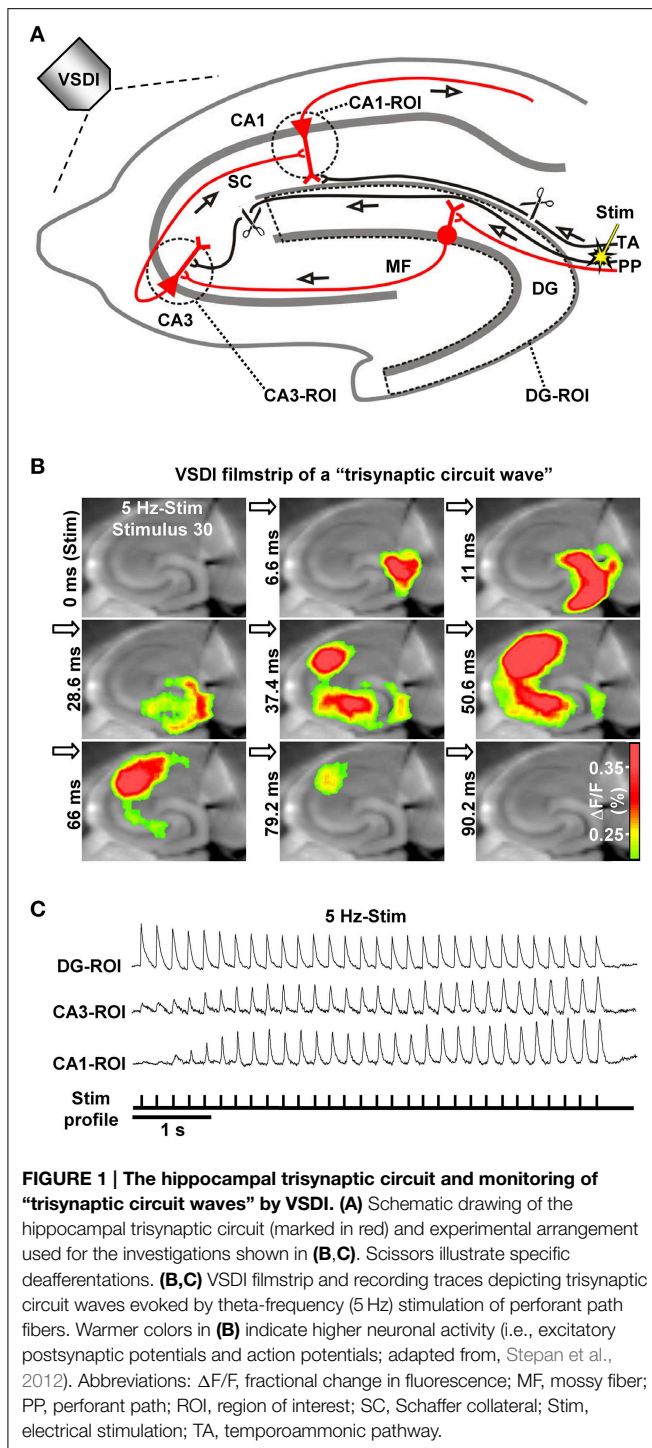 A
VSDI
CA1
CA1-ROI
SC
Stim
TA
PP
MF
DG
CA3
CA3-ROI
DG-ROI
B
VSDI filmstrip of a “trisynaptic circuit wave”
0 ms (Stim)
5 Hz-Stim
Stimulus 30
6.6 ms
11 ms
28.6 ms
37.4 ms
50.6 ms
66 ms
79.2 ms
90.2 ms
0.35
0.25
ΔF/F
(%)
C
5 Hz-Stim
DG-ROI
CA3-ROI
CA1-ROI
Stim
profile
1 s
FIGURE 1 | The hippocampal trisynaptic circuit and monitoring of
“trisynaptic circuit waves” by VSDI. (A) Schematic drawing of the
hippocampal trisynaptic circuit (marked in red) and experimental arrangement
used for the investigations shown in (B,C). Scissors illustrate specific
deafferentations. (B,C) VSDI filmstrip and recording traces depicting trisynaptic
circuit waves evoked by theta-frequency (5 Hz) stimulation of perforant path
fibers. Warmer colors in (B) indicate higher neuronal activity (i.e., excitatory
postsynaptic potentials and action potentials; adapted from, Stepan et al.,
2012). Abbreviations: ΔF/F, fractional change in fluorescence; MF, mossy fiber;
PP, perforant path; ROI, region of interest; SC, Schaffer collateral; Stim,
electrical stimulation; TA, temporoammonic pathway.